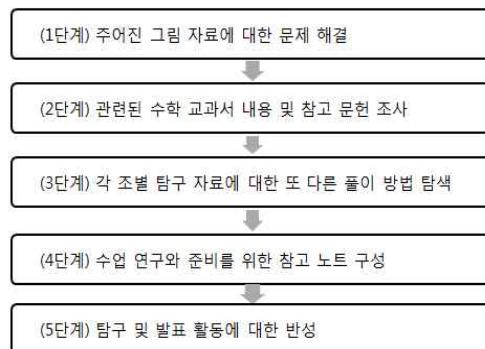 (1단계) 주어진 그림 자료에 대한 문제 해결
(2단계) 관련된 수학 교과서 내용 및 참고 문헌 조사
(3단계) 각 조별 탐구 자료에 대한 또 다른 풀이 방법 탐색
(4단계) 수업 연구와 준비를 위한 참고 노트 구성
(5단계) 탐구 및 발표 활동에 대한 반성